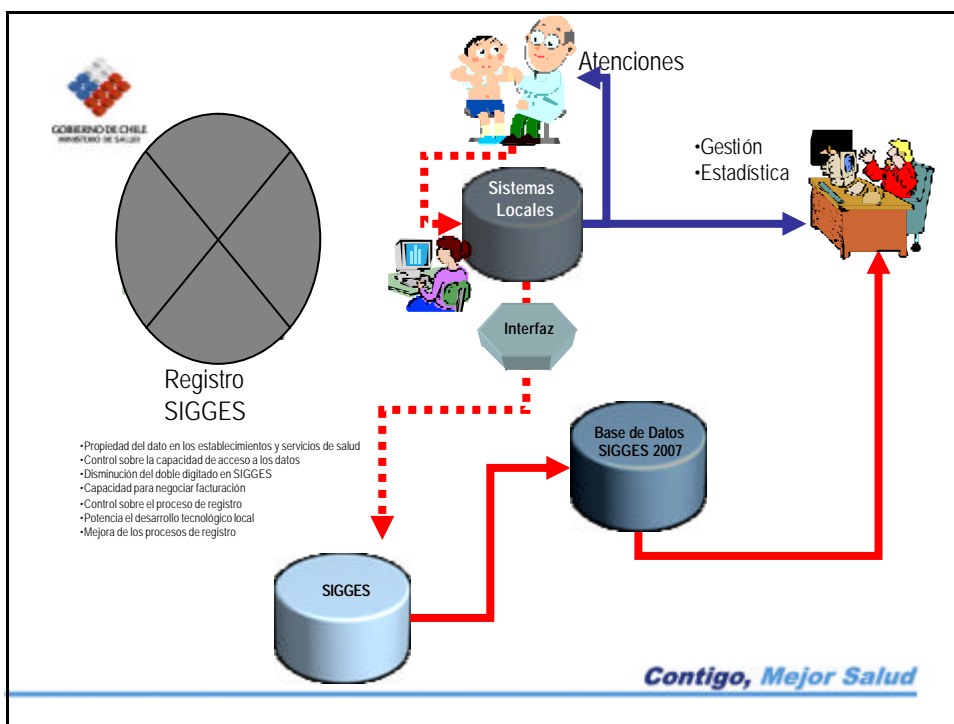 Atenciones
GOBIERNO DE CHILE
MINISTERIO DE SALUD
•Gestión
•Estadística
Sistemas
Locales
Interfaz
Registro
SIGGES
•Propiedad del dato en los establecimientos y servicios de salud
•Control sobre la capacidad de acceso a los datos
•Disminución del doble digitado en SIGGES
•Capacidad para negociar facturación
•Control sobre el proceso de registro
•Potencia el desarrollo tecnológico local
•Mejora de los procesos de registro
Base de Datos
SIGGES 2007
SIGGES
Contigo, Mejor Salud